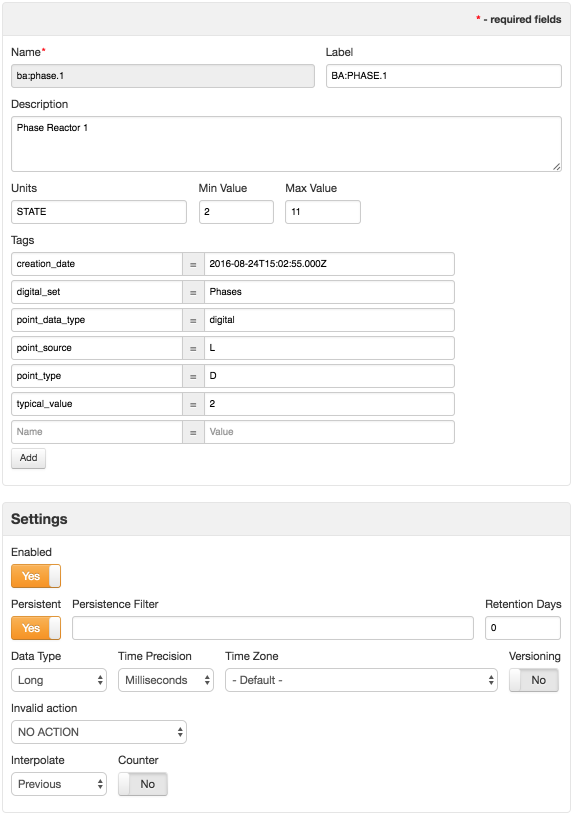 * - required fields
Name* Label
ba:phase.1 BA:PHASE.1
Description
Phase Reactor 1
Units Min Value Max Value
STATE 2 11
Tags
creation_date = 2016-08-24T15:02:55.000Z
digital_set = Phases
point_data_type = digital
point_source = L
point_type = D
typical_value = 2
Name = Value
Add
Settings
Enabled
Yes
Persistent Persistence Filter Retention Days
Yes 0
Data Type Time Precision Time Zone Versioning
Long Milliseconds - Default - No
Invalid action
NO ACTION
Interpolate Counter
Previous No